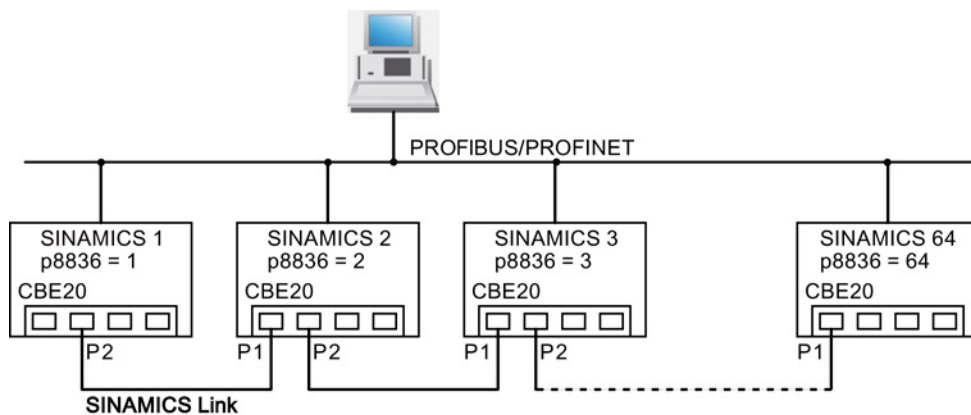 PROFIBUS/PROFINET
SINAMICS 1
p8836 = 1
CBE20
P2
SINAMICS 2
p8836 = 2
CBE20
P1 P2
SINAMICS 3
p8836 = 3
CBE20
P1 P2
SINAMICS 64
p8836 = 64
CBE20
P1
SINAMICS Link